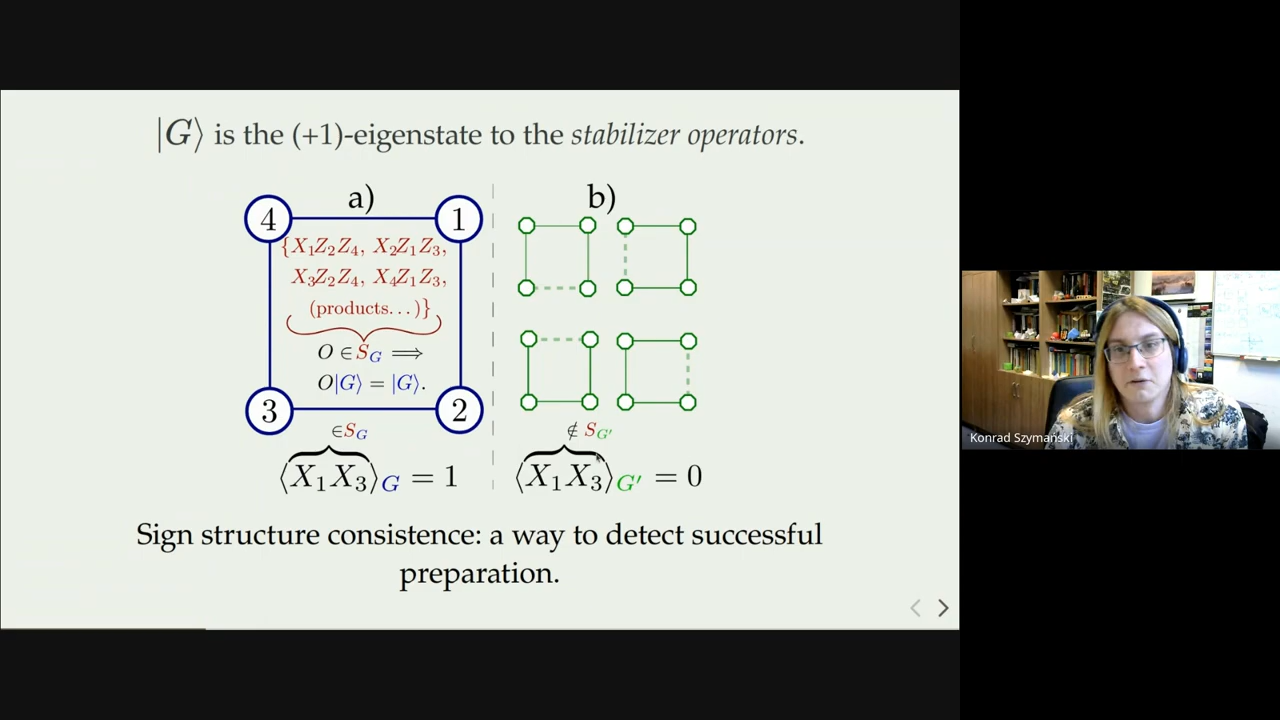 |G⟩ is the (+1)-eigenstate to the stabilizer operators.
a)
4
1
{X₁Z₂Z₄, X₂Z₁Z₃,
X₃Z₂Z₄, X₄Z₁Z₃,
(products...)}
O ∈ S_G ⟹
O|G⟩ = |G⟩.
3
2
∈S_G
⟨X₁X₃⟩_G = 1
b)
∉ S_G′
⟨X₁X₃⟩_G′ = 0
Sign structure consistence: a way to detect successful
preparation.
Konrad Szymański